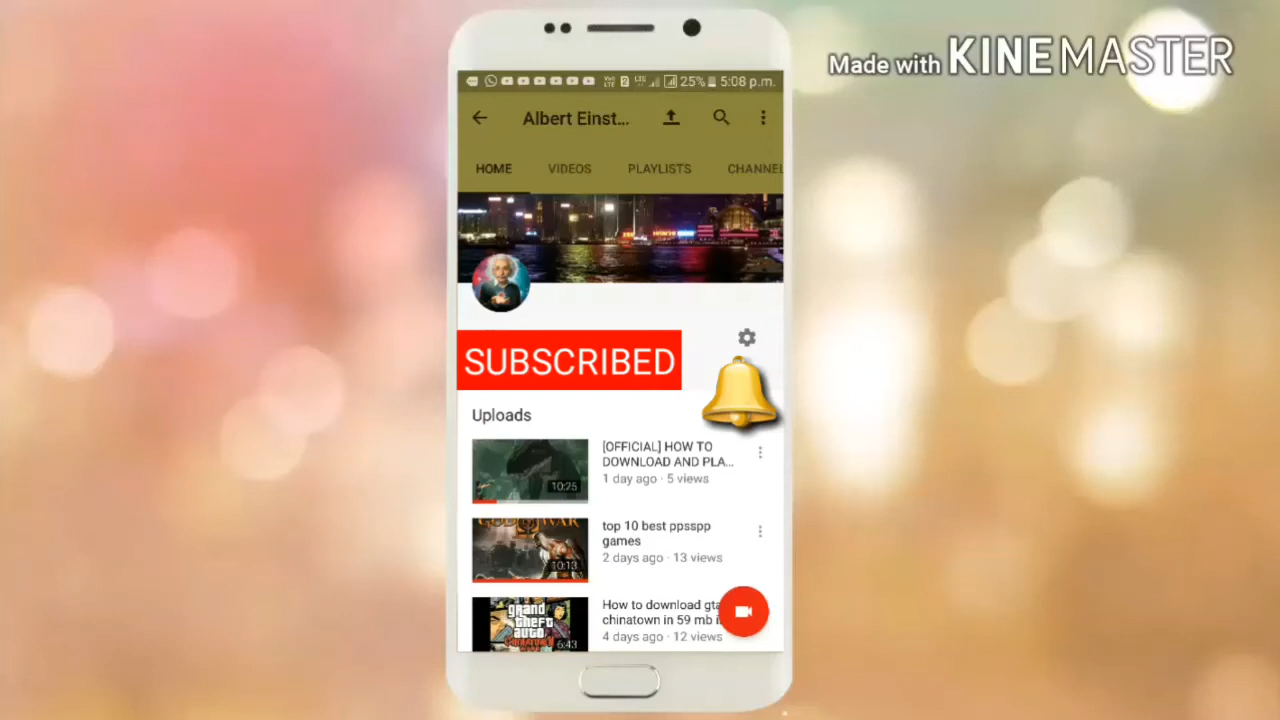 Made with KINEMASTER
VoLTE 2 LTE 25% 5:08 p.m.
Albert Einst...
HOME VIDEOS PLAYLISTS CHANNEL
SUBSCRIBED
Uploads
[OFFICIAL] HOW TO
DOWNLOAD AND PLA...
1 day ago · 5 views
10:25
top 10 best ppsspp
games
2 days ago · 13 views
GOD OF WAR
10:13
How to download gta
chinatown in 59 mb i
4 days ago · 12 views
grand
theft
auto
6:43